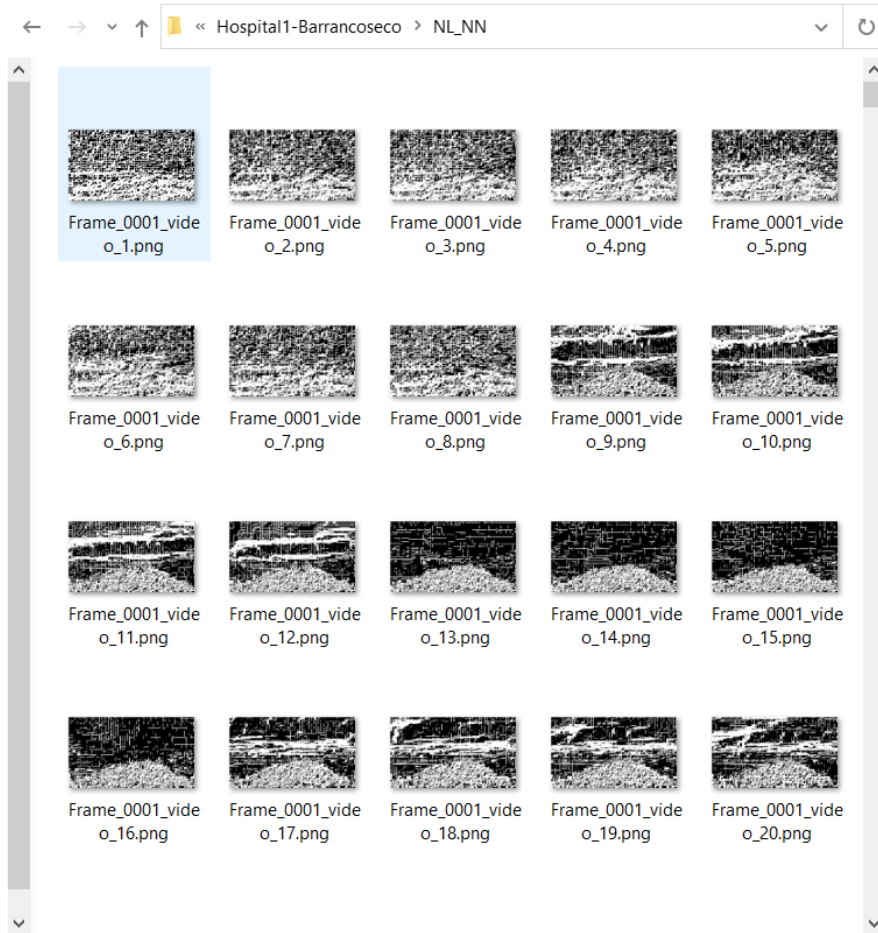 « Hospital1-Barrancoseco > NL_NN
Frame_0001_vide
o_1.png
Frame_0001_vide
o_2.png
Frame_0001_vide
o_3.png
Frame_0001_vide
o_4.png
Frame_0001_vide
o_5.png
Frame_0001_vide
o_6.png
Frame_0001_vide
o_7.png
Frame_0001_vide
o_8.png
Frame_0001_vide
o_9.png
Frame_0001_vide
o_10.png
Frame_0001_vide
o_11.png
Frame_0001_vide
o_12.png
Frame_0001_vide
o_13.png
Frame_0001_vide
o_14.png
Frame_0001_vide
o_15.png
Frame_0001_vide
o_16.png
Frame_0001_vide
o_17.png
Frame_0001_vide
o_18.png
Frame_0001_vide
o_19.png
Frame_0001_vide
o_20.png